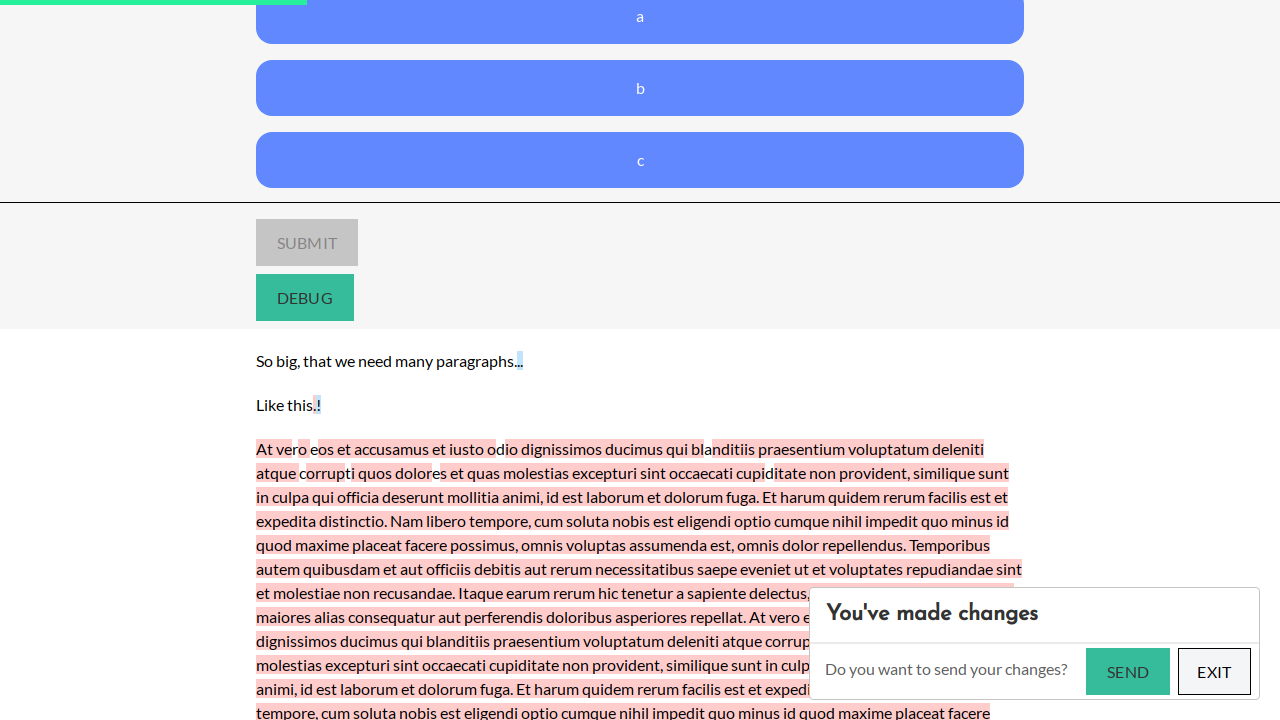 a
b
c
SUBMIT
DEBUG
So big, that we need many paragraphs...
Like this.!
At vero eos et accusamus et iusto odio dignissimos ducimus qui blanditiis praesentium voluptatum deleniti
atque corrupti quos dolores et quas molestias excepturi sint occaecati cupiditate non provident, similique sunt
in culpa qui officia deserunt mollitia animi, id est laborum et dolorum fuga. Et harum quidem rerum facilis est et
expedita distinctio. Nam libero tempore, cum soluta nobis est eligendi optio cumque nihil impedit quo minus id
quod maxime placeat facere possimus, omnis voluptas assumenda est, omnis dolor repellendus. Temporibus
autem quibusdam et aut officiis debitis aut rerum necessitatibus saepe eveniet ut et voluptates repudiandae sint
et molestiae non recusandae. Itaque earum rerum hic tenetur a sapiente delectus,
maiores alias consequatur aut perferendis doloribus asperiores repellat. At vero
dignissimos ducimus qui blanditiis praesentium voluptatum deleniti atque
molestias excepturi sint occaecati cupiditate non provident, similique sunt in
animi, id est laborum et dolorum fuga. Et harum quidem rerum facilis est et
tempore, cum soluta nobis est eligendi optio cumque nihil impedit quo minus id quod maxime placeat facere
You've made changes
Do you want to send your changes?
SEND
EXIT